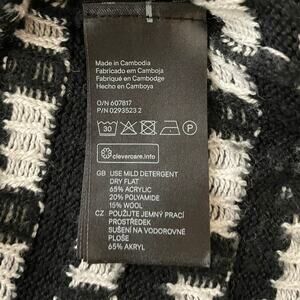 Made in Cambodia
Fabricado em Camboja
Fabriqué en Cambodge
Hecho en Camboya
O/N 607817
P/N 0293523 2
30
clevercare.info
GB USE MILD DETERGENT
DRY FLAT
65% ACRYLIC
20% POLYAMIDE
15% WOOL
CZ POUŽIJTE JEMNÝ PRACÍ
PROSTŘEDEK
SUŠENÍ NA VODOROVNÉ
PLOŠE
65% AKRYL